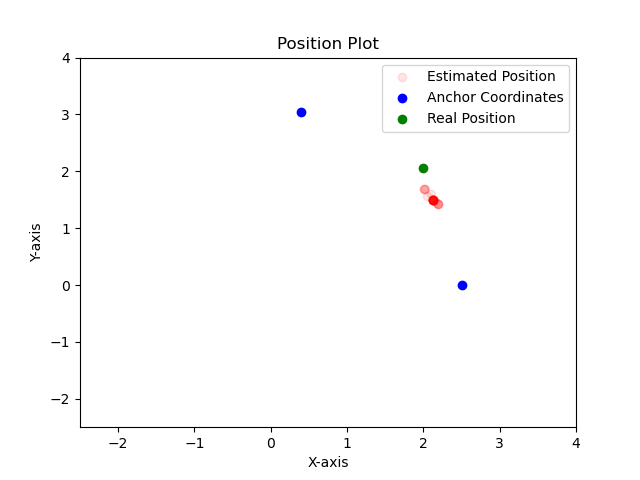 Position Plot
Estimated Position
Anchor Coordinates
Real Position
Y-axis
4
3
2
1
0
−1
−2
−2 −1 0 1 2 3 4
X-axis